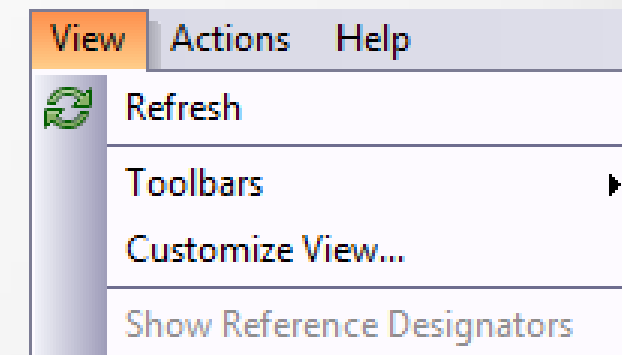 View Actions Help
Refresh
Toolbars
Customize View...
Show Reference Designators